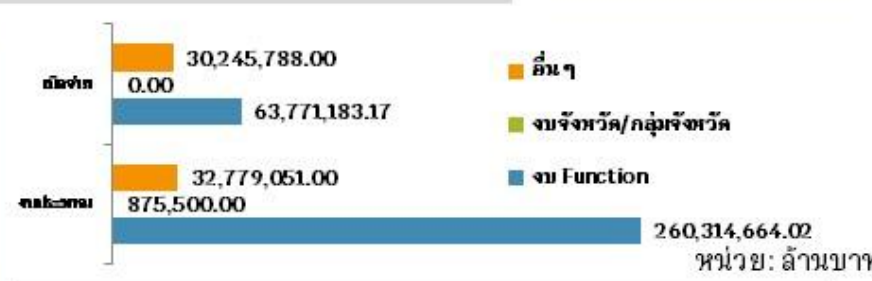 30,245,788.00
อื่น ๆ
0.00
63,771,183.17
งบจังหวัด/กลุ่มจังหวัด
32,779,051.00
งบ Function
875,500.00
260,314,664.02
หน่วย: ล้านบาท